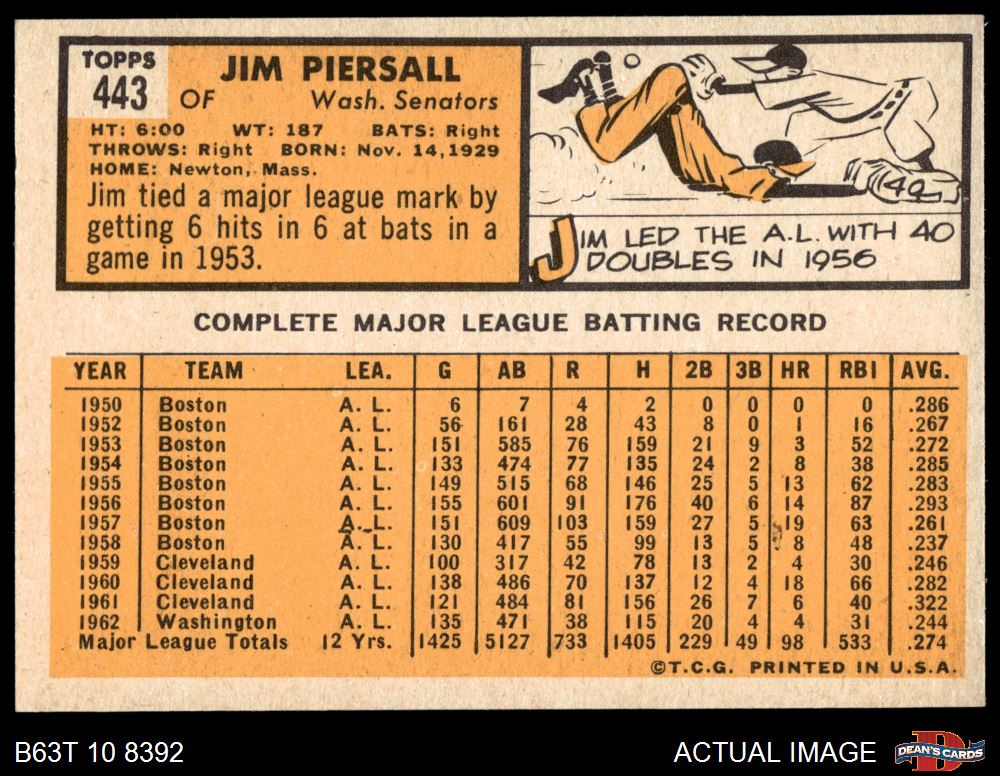 TOPPS
443
JIM PIERSALL
OF Wash. Senators
HT: 6:00 WT: 187 BATS: Right
THROWS: Right BORN: Nov. 14, 1929
HOME: Newton, Mass.
Jim tied a major league mark by
getting 6 hits in 6 at bats in a
game in 1953.
40
JIM LED THE A.L. WITH 40
DOUBLES IN 1956
COMPLETE MAJOR LEAGUE BATTING RECORD
YEAR TEAM LEA. G AB R H 2B 3B HR RBI AVG.
1950 Boston A. L. 6 7 4 2 0 0 0 0 .286
1952 Boston A. L. 56 161 28 43 8 0 1 16 .267
1953 Boston A. L. 151 585 76 159 21 9 3 52 .272
1954 Boston A. L. 133 474 77 135 24 2 8 38 .285
1955 Boston A. L. 149 515 68 146 25 5 13 62 .283
1956 Boston A. L. 155 601 91 176 40 6 14 87 .293
1957 Boston A. L. 151 609 103 159 27 5 19 63 .261
1958 Boston A. L. 130 417 55 99 13 5 8 48 .237
1959 Cleveland A. L. 100 317 42 78 13 2 4 30 .246
1960 Cleveland A. L. 138 486 70 137 12 4 18 66 .282
1961 Cleveland A. L. 121 484 81 156 26 7 6 40 .322
1962 Washington A. L. 135 471 38 115 20 4 4 31 .244
Major League Totals 12 Yrs. 1425 5127 733 1405 229 49 98 533 .274
©T.C.G. PRINTED IN U.S.A.
B63T 10 8392 ACTUAL IMAGE DEAN'S CARDS